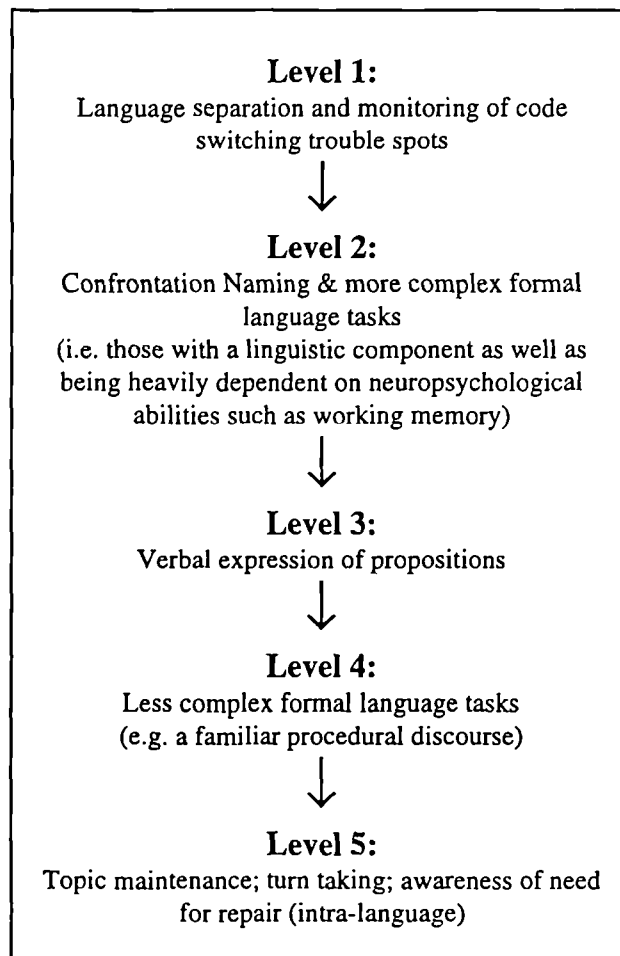 Level 1:
Language separation and monitoring of code
switching trouble spots
Level 2:
Confrontation Naming & more complex formal
language tasks
(i.e. those with a linguistic component as well as
being heavily dependent on neuropsychological
abilities such as working memory)
Level 3:
Verbal expression of propositions
Level 4:
Less complex formal language tasks
(e.g. a familiar procedural discourse)
Level 5:
Topic maintenance; turn taking; awareness of need
for repair (intra-language)